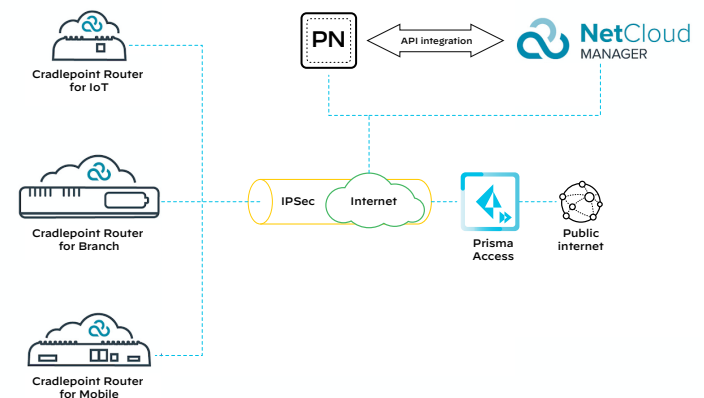 PN
API integration
NetCloud
MANAGER
Cradlepoint Router
for IoT
Cradlepoint Router
for Branch
IPSec
Internet
Prisma
Access
Public
internet
Cradlepoint Router
for Mobile